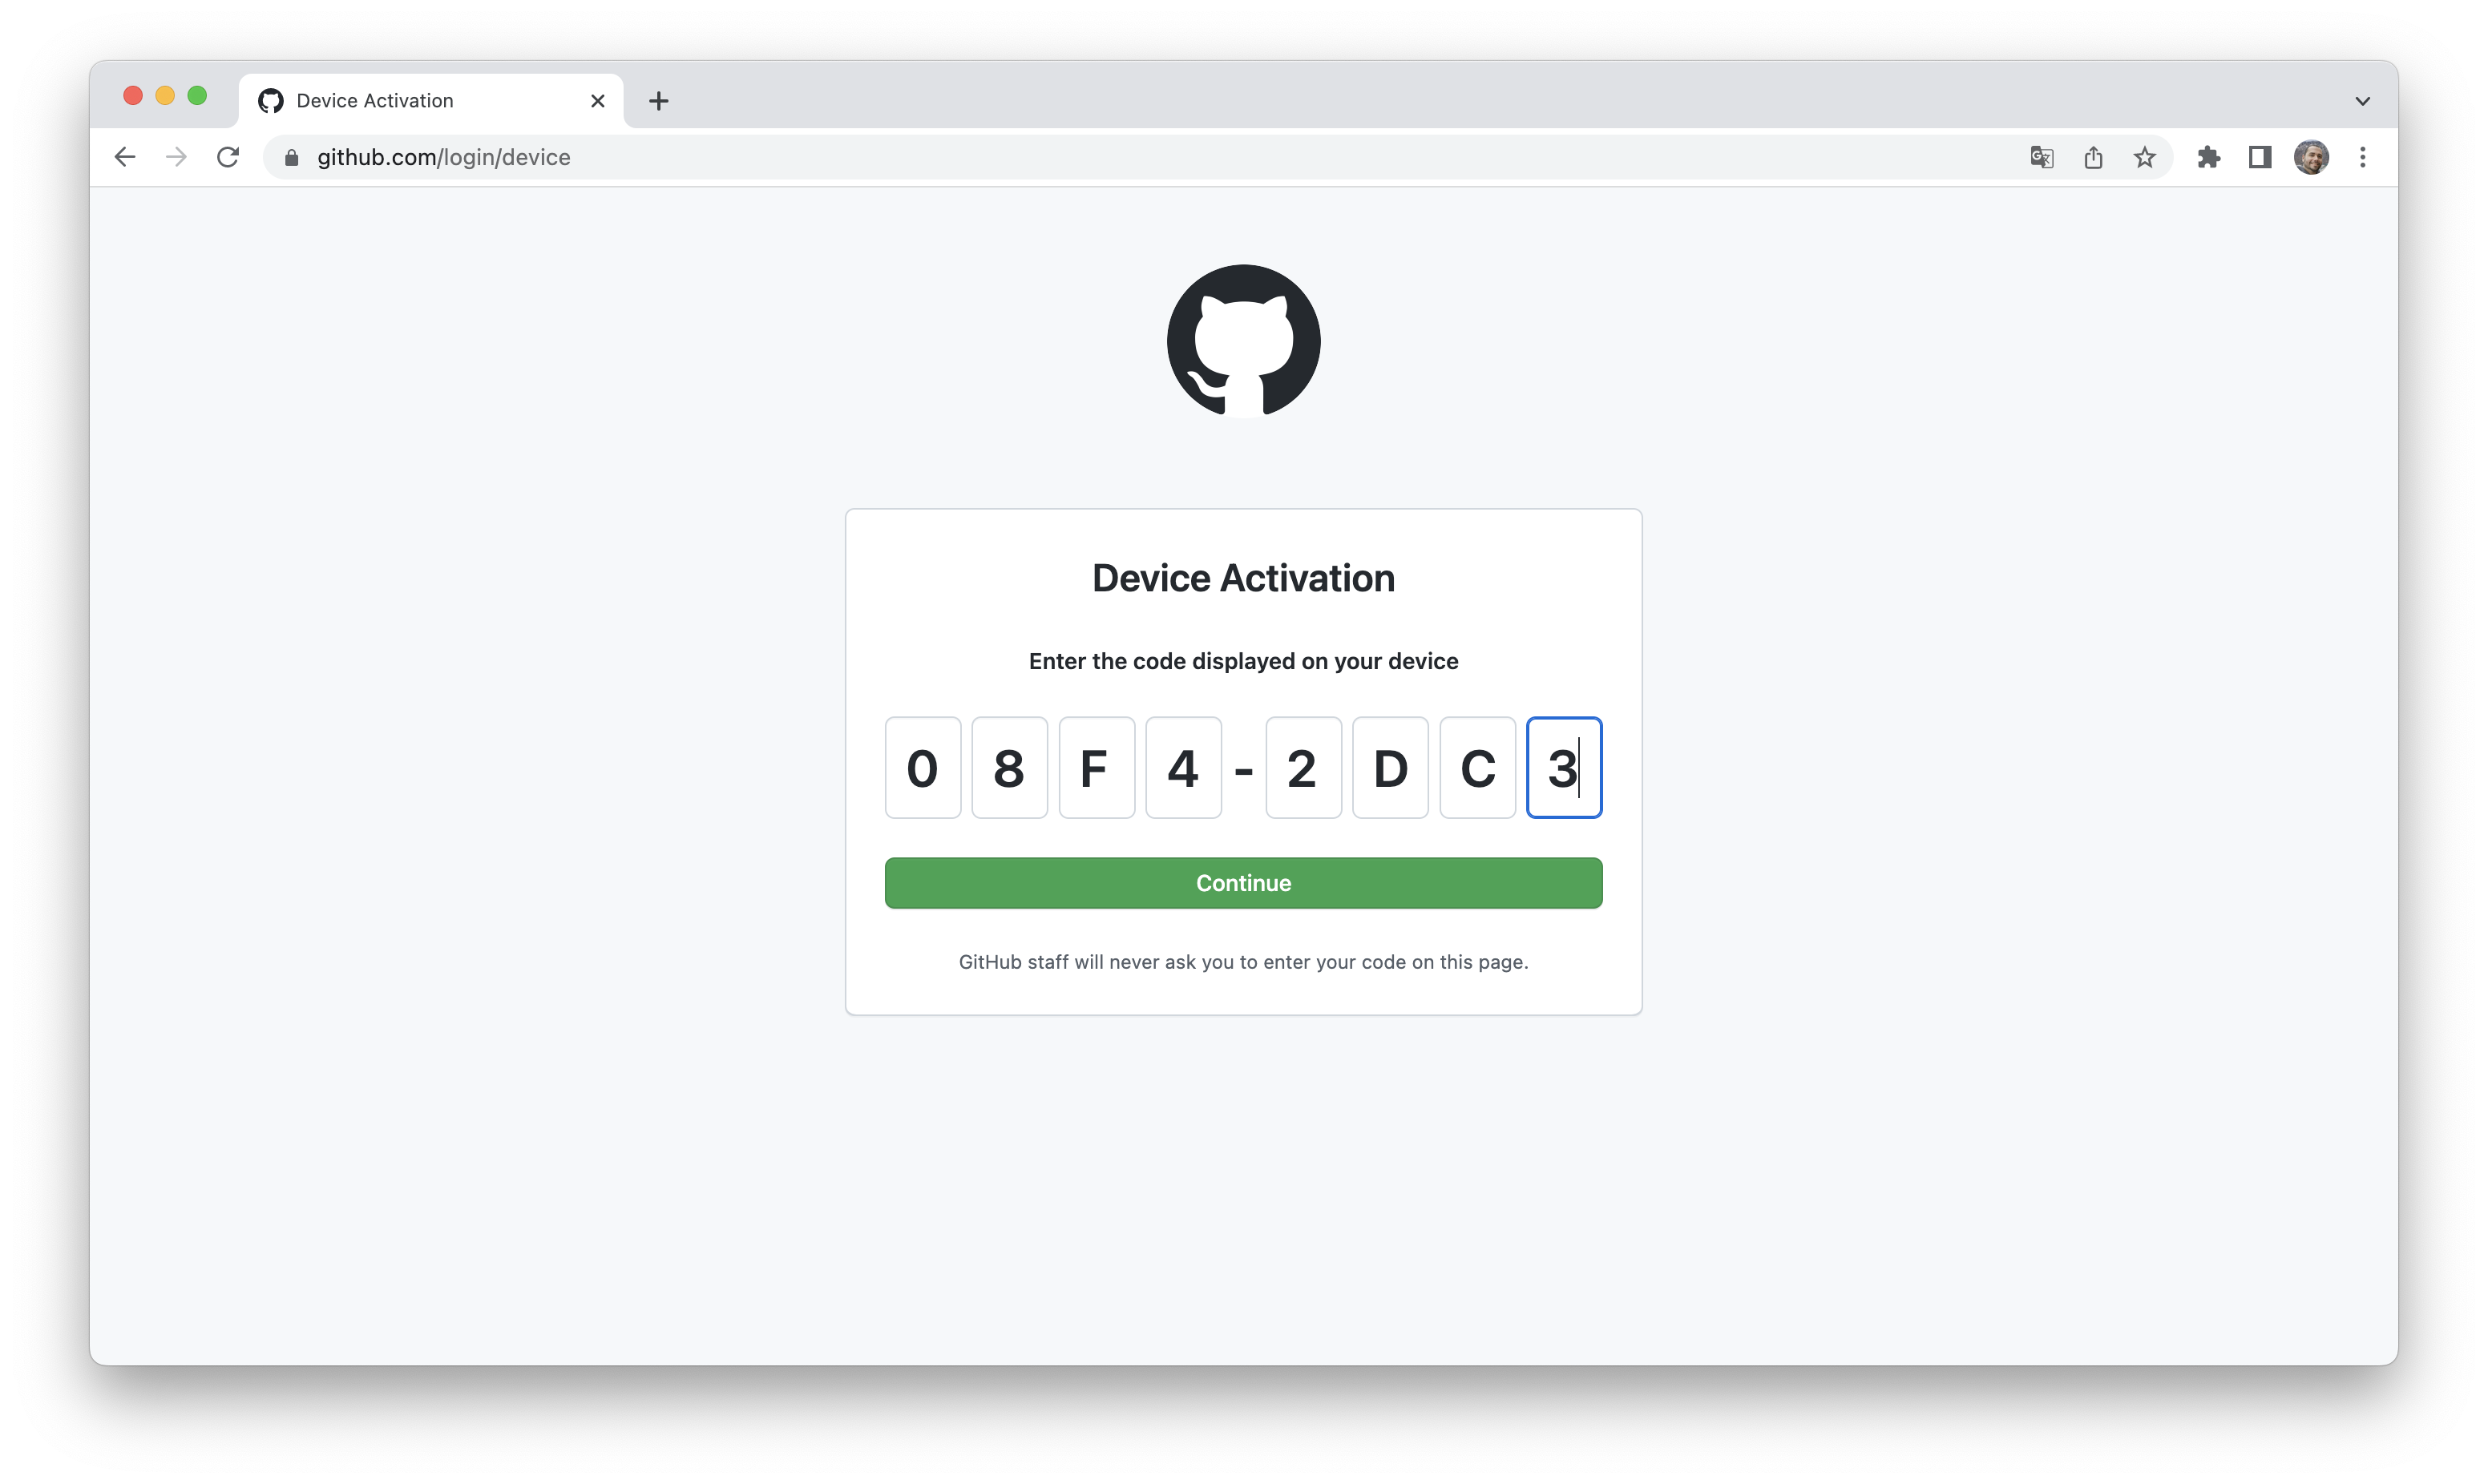 Device Activation
github.com/login/device
Device Activation
Enter the code displayed on your device
0 8 F 4 - 2 D C 3
Continue
GitHub staff will never ask you to enter your code on this page.